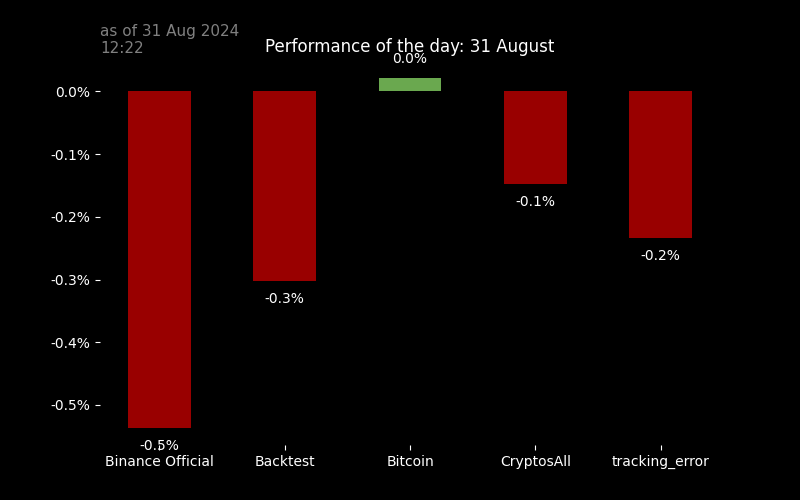 as of 31 Aug 2024
12:22
Performance of the day: 31 August
0.0%
0.0%
-0.1%
-0.2%
-0.3%
-0.4%
-0.5%
-0.5%
-0.3%
-0.1%
-0.2%
Binance Official
Backtest
Bitcoin
CryptosAll
tracking_error